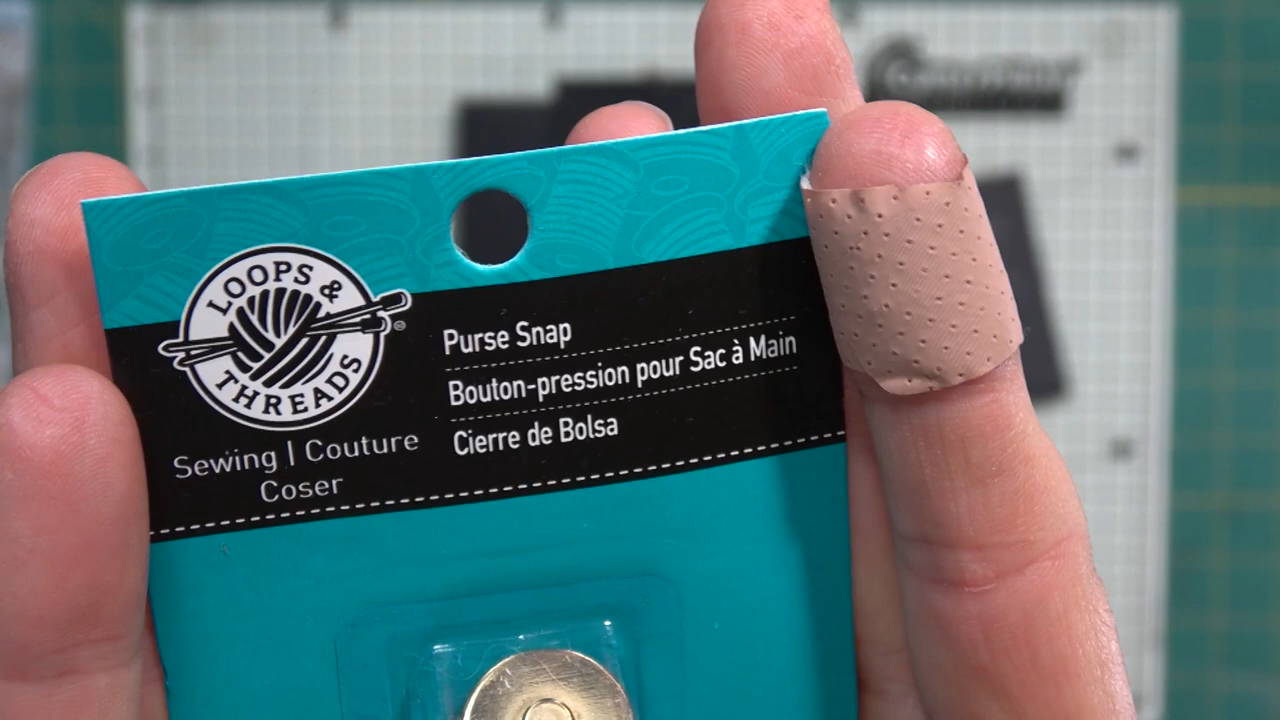 LOOPS &
THREADS
®
Sewing | Couture
Coser
Purse Snap
Bouton-pression pour Sac à Main
Cierre de Bolsa